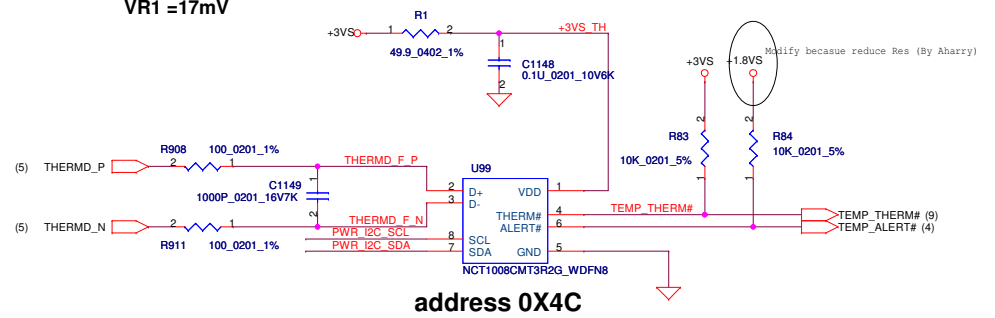 VR1 =17mV
R1
+3VS
1
2
+3VS_TH
49.9_0402_1%
1
C1148
0.1U_0201_10V6K
2
Modify becasue reduce Res (By Aharry)
+3VS
+1.8VS
2
2
R83
R84
10K_0201_5%
10K_0201_5%
1
1
R908
100_0201_1%
(5)
THERMD_P
2
1
THERMD_F_P
U99
1
C1149
1000P_0201_16V7K
2
2
D+
VDD
1
3
D-
TEMP_THERM#
THERMD_F_N
THERM#
4
TEMP_THERM# (9)
(5)
THERMD_N
2
1
ALERT#
6
TEMP_ALERT# (4)
PWR_I2C_SCL
8
SCL
R911
100_0201_1%
PWR_I2C_SDA
7
SDA
GND
5
NCT1008CMT3R2G_WDFN8
address 0X4C